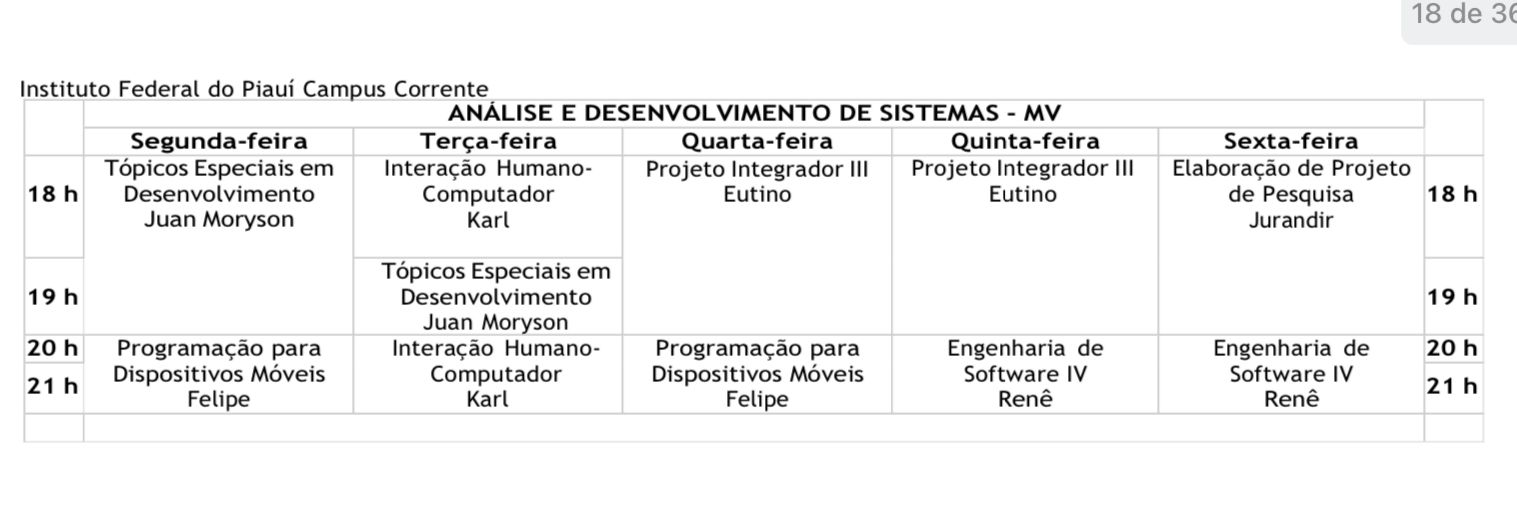 18 de 36
Instituto Federal do Piauí Campus Corrente
ANÁLISE E DESENVOLVIMENTO DE SISTEMAS - MV
Segunda-feira Terça-feira Quarta-feira Quinta-feira Sexta-feira
18 h
Tópicos Especiais em
Desenvolvimento
Juan Moryson
Interação Humano-
Computador
Karl
Projeto Integrador III
Eutino
Projeto Integrador III
Eutino
Elaboração de Projeto
de Pesquisa
Jurandir
18 h
19 h
Tópicos Especiais em
Desenvolvimento
Juan Moryson
19 h
20 h
21 h
Programação para
Dispositivos Móveis
Felipe
Interação Humano-
Computador
Karl
Programação para
Dispositivos Móveis
Felipe
Engenharia de
Software IV
Renê
Engenharia de
Software IV
Renê
20 h
21 h